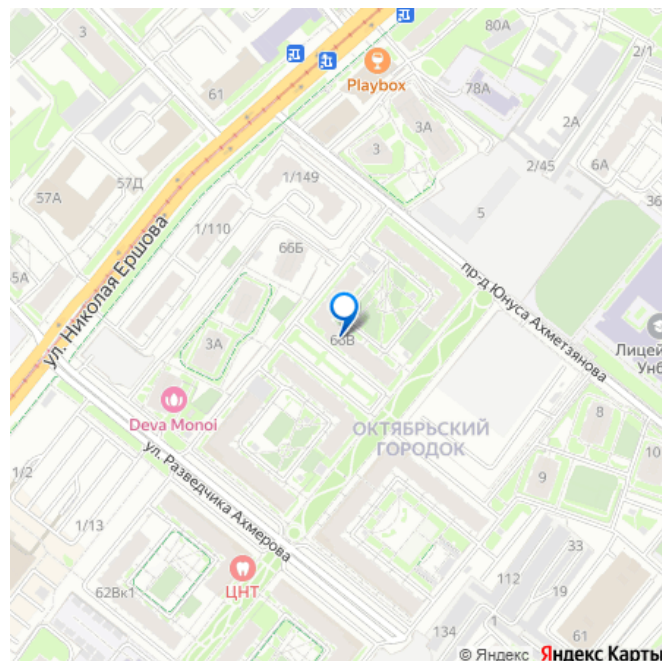 3
80А
2/1
61
Playbox
78А
3А
3
2А
2/45
6А
36
57А
57Д
1/149
5
1/110
66Б
5А
ул. Николая Ершова
пр-д Юнуса Ахметзянова
3А
66В
Лицей
Унб
Deva Monoi
ОКТЯБРЬСКИЙ
ГОРОДОК
8
ул. Разведчика Ахмерова
10
1/2
9
1/13
33
ЦНТ
112
62Вк1
19
134
1
61
© Яндекс Яндекс Карты